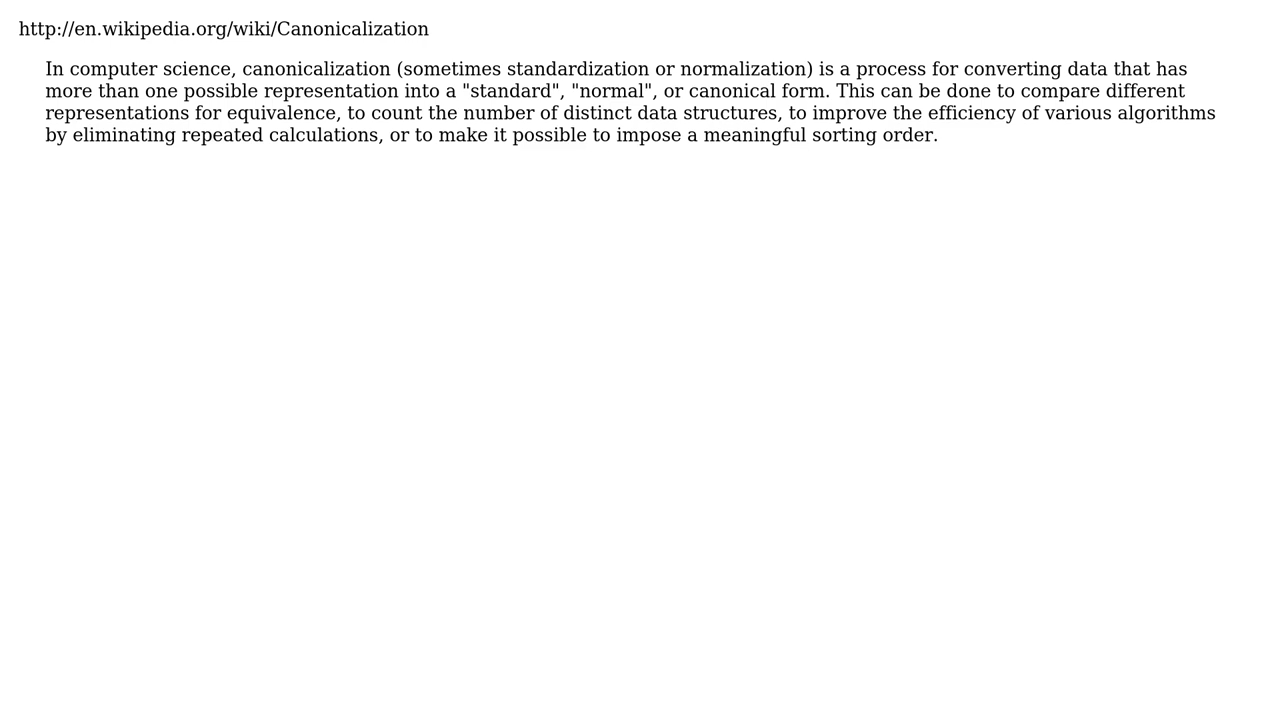 http://en.wikipedia.org/wiki/Canonicalization
In computer science, canonicalization (sometimes standardization or normalization) is a process for converting data that has
more than one possible representation into a "standard", "normal", or canonical form. This can be done to compare different
representations for equivalence, to count the number of distinct data structures, to improve the efficiency of various algorithms
by eliminating repeated calculations, or to make it possible to impose a meaningful sorting order.